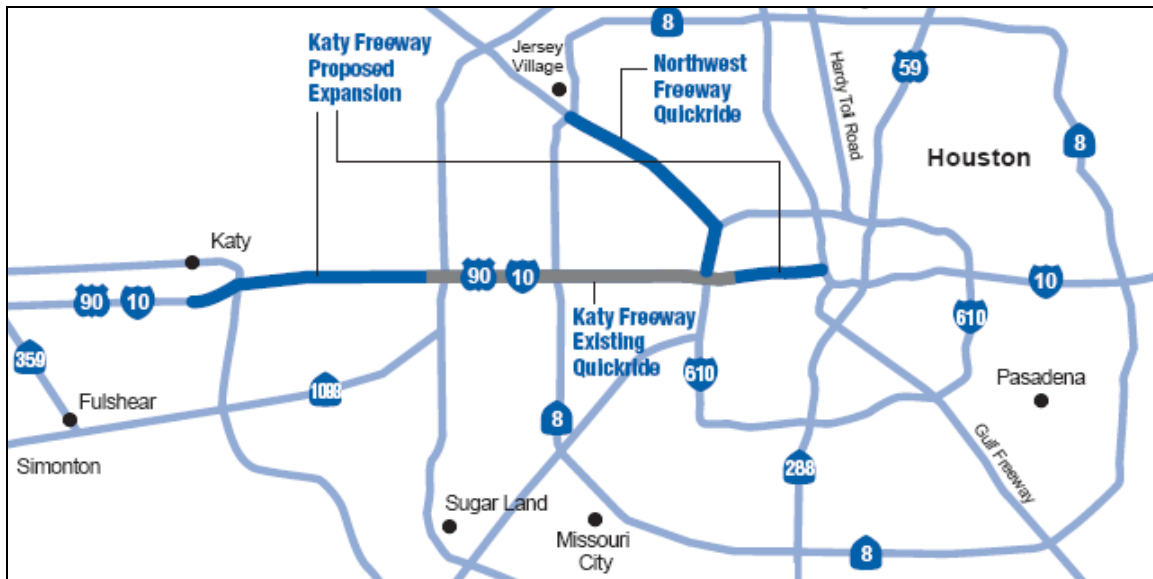 8
Katy Freeway
Proposed
Expansion
Jersey
Village
Northwest
Freeway
Quickride
Hardy Toll Road
59
8
Houston
Katy
90
10
90
10
10
Katy Freeway
Existing
Quickride
610
359
610
1093
Pasadena
Fulshear
8
Gulf Freeway
Simonton
288
Sugar Land
Missouri
City
8